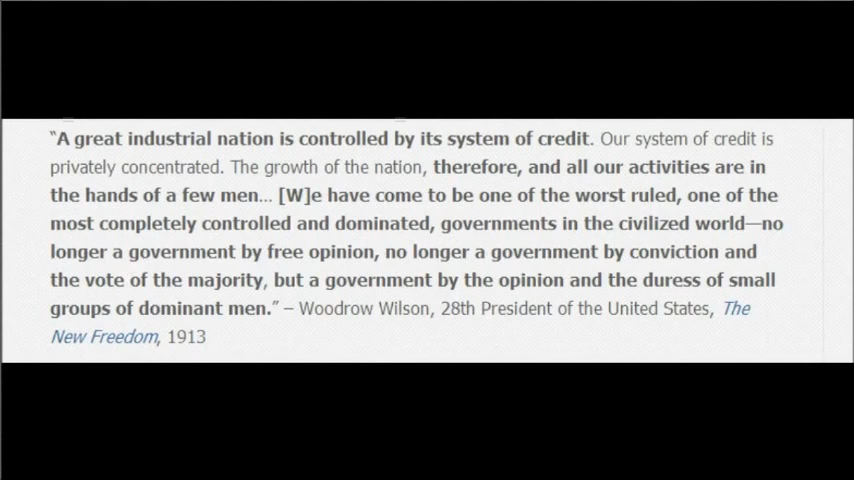 “A great industrial nation is controlled by its system of credit. Our system of credit is
privately concentrated. The growth of the nation, therefore, and all our activities are in
the hands of a few men... [W]e have come to be one of the worst ruled, one of the
most completely controlled and dominated, governments in the civilized world—no
longer a government by free opinion, no longer a government by conviction and
the vote of the majority, but a government by the opinion and the duress of small
groups of dominant men.” – Woodrow Wilson, 28th President of the United States, The
New Freedom, 1913